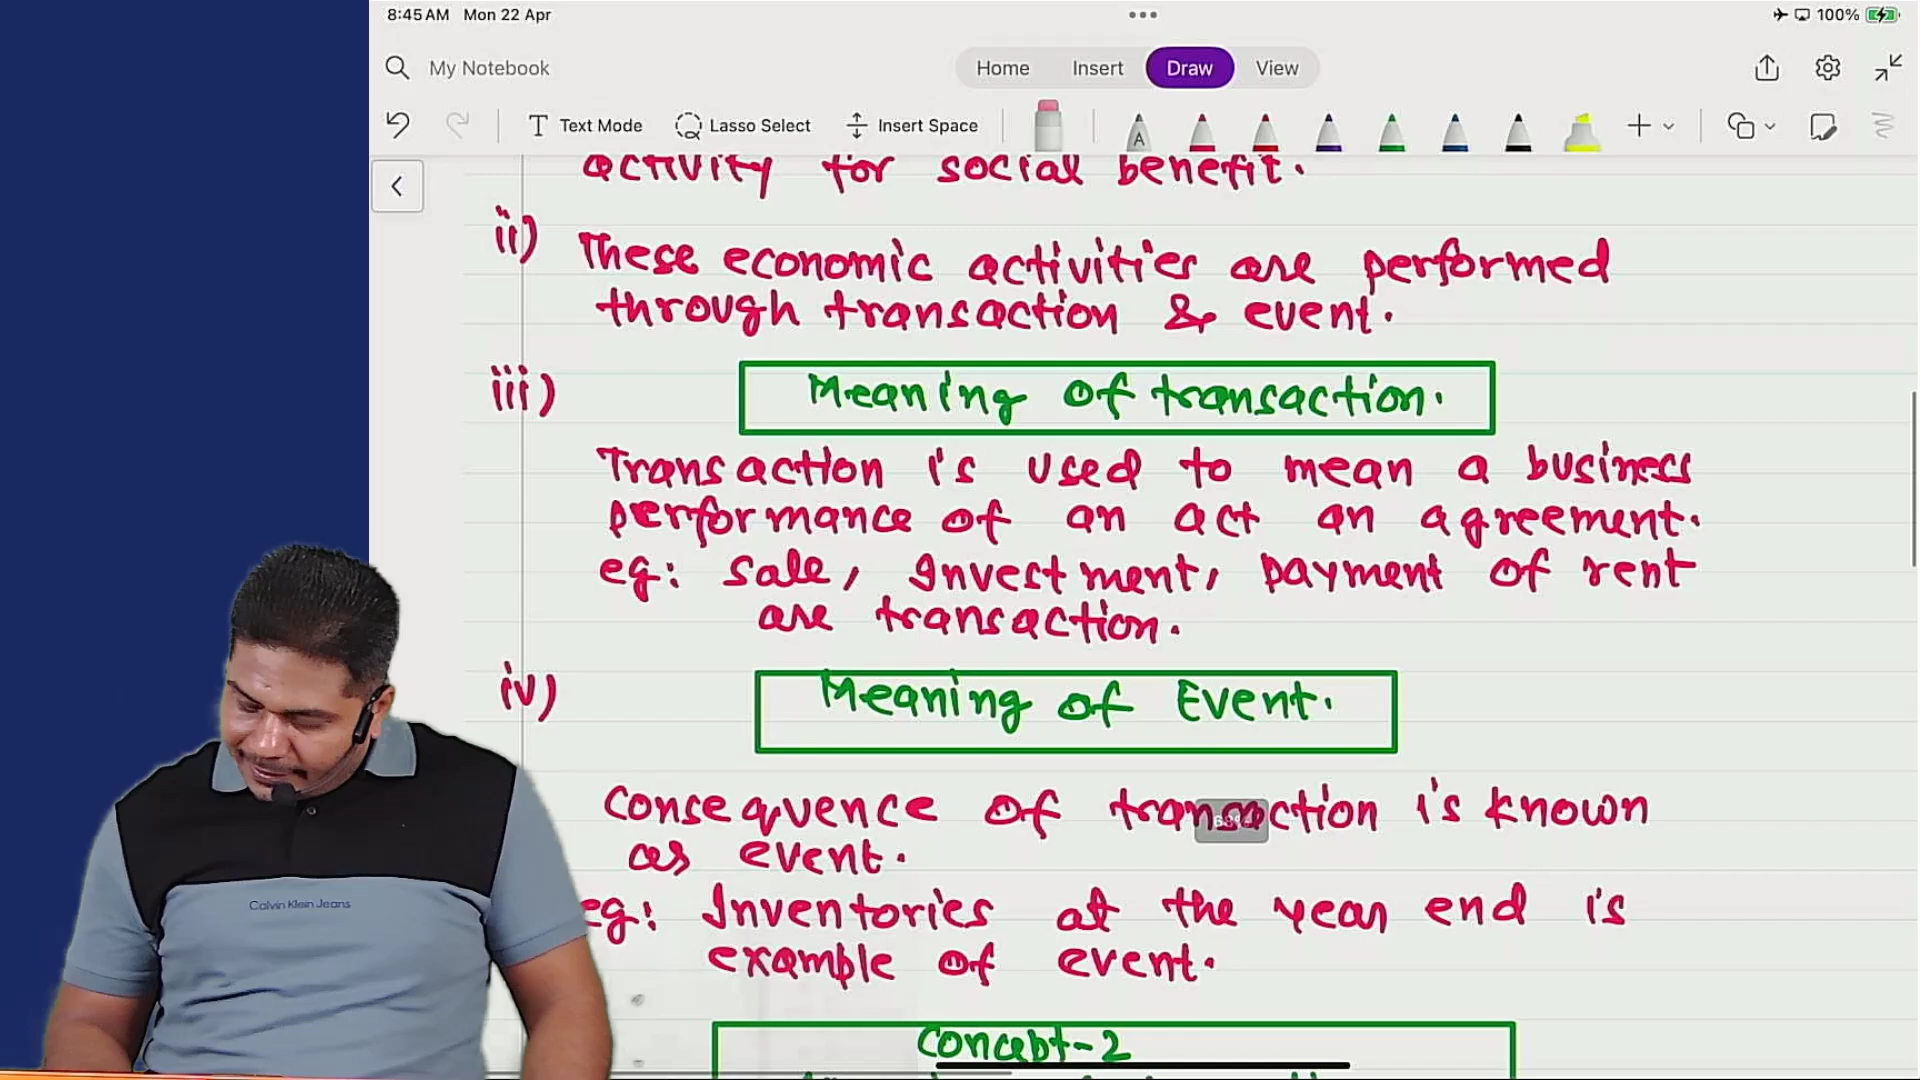 8:45 AM Mon 22 Apr
100%
My Notebook
Home Insert Draw View
Text Mode Lasso Select Insert Space
A
activity for social benefit.
ii) These economic activities are performed
through transaction & event.
iii) Meaning of transaction.
Transaction is used to mean a business
performance of an act an agreement.
eg: Sale, Investment, payment of rent
are transaction.
iv) Meaning of Event.
Consequence of transaction is known
as event.
eg: Inventories at the year end is
example of event.
Calvin Klein Jeans
Concept-2